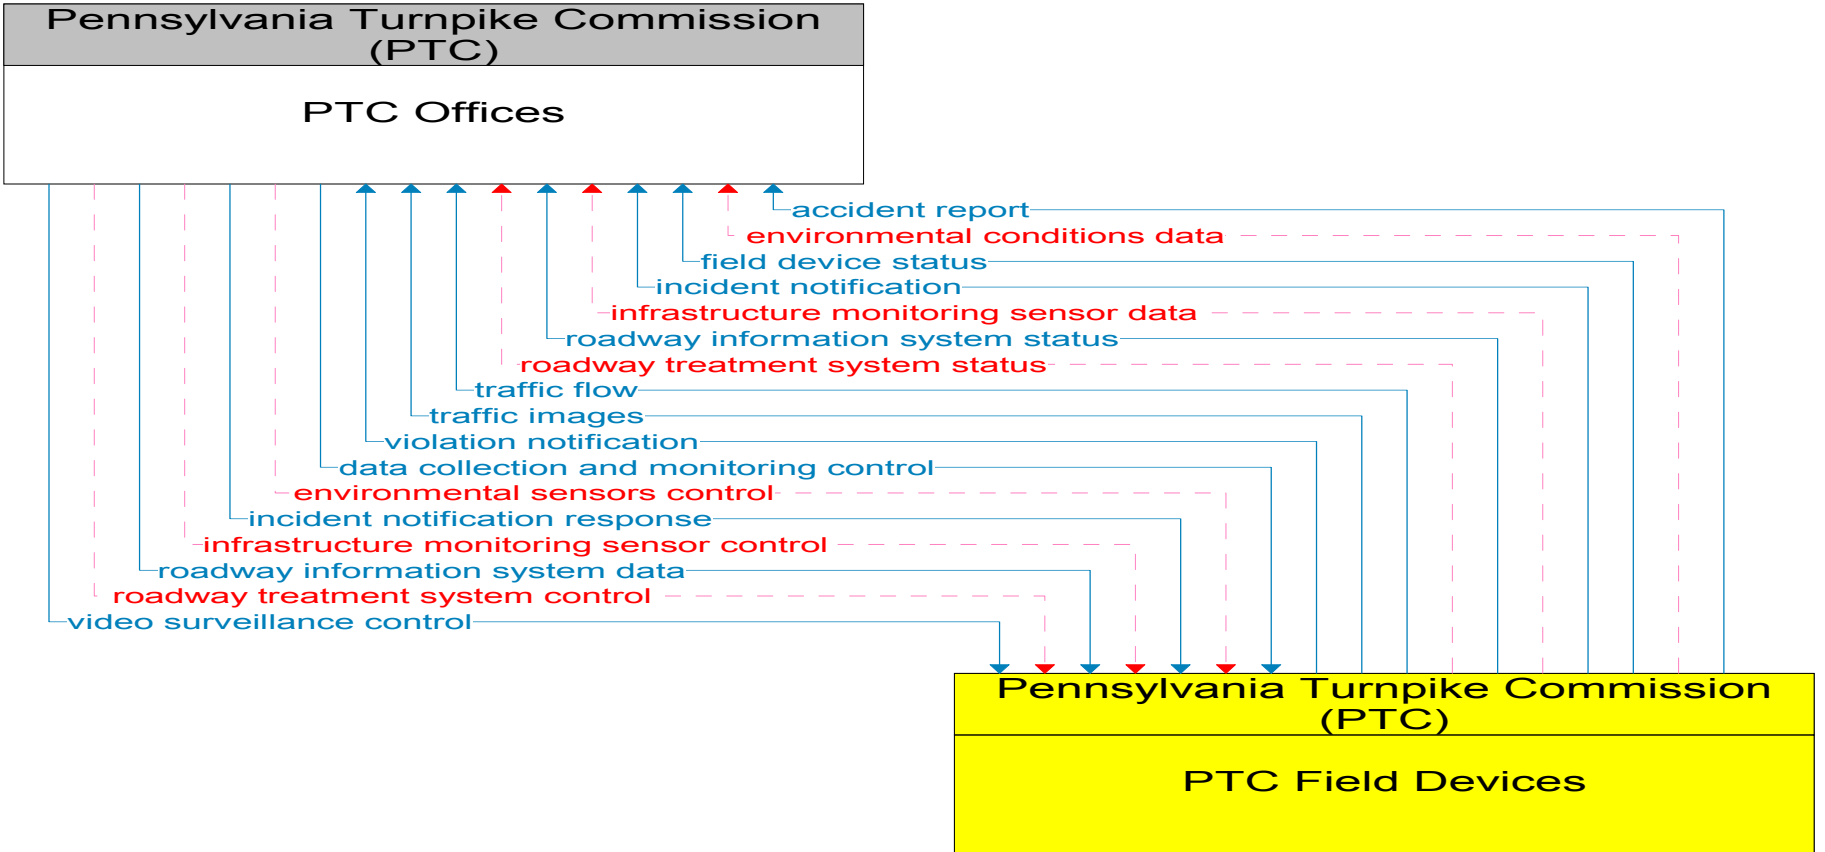 Pennsylvania Turnpike Commission
(PTC)
PTC Offices
accident report
environmental conditions data
field device status
incident notification
infrastructure monitoring sensor data
roadway information system status
roadway treatment system status
traffic flow
traffic images
violation notification
data collection and monitoring control
environmental sensors control
incident notification response
infrastructure monitoring sensor control
roadway information system data
roadway treatment system control
video surveillance control
Pennsylvania Turnpike Commission
(PTC)
PTC Field Devices